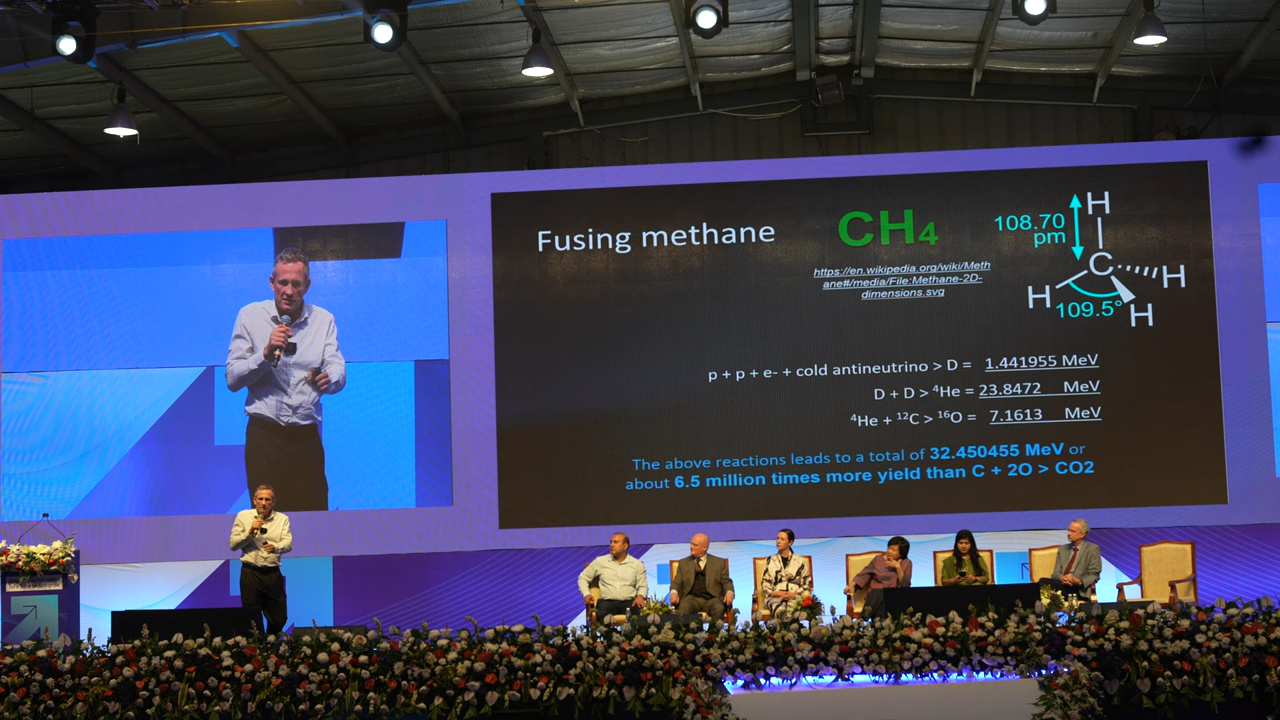 Fusing methane
CH₄
https://en.wikipedia.org/wiki/Meth
ane#/media/File:Methane-2D-
dimensions.svg
H
108.70
pm
C
H
H
109.5°
H
p + p + e- + cold antineutrino > D = 1.441955 MeV
D + D > ⁴He = 23.8472 MeV
⁴He + ¹²C > ¹⁶O = 7.1613 MeV
The above reactions leads to a total of 32.450455 MeV or
about 6.5 million times more yield than C + 2O > CO2